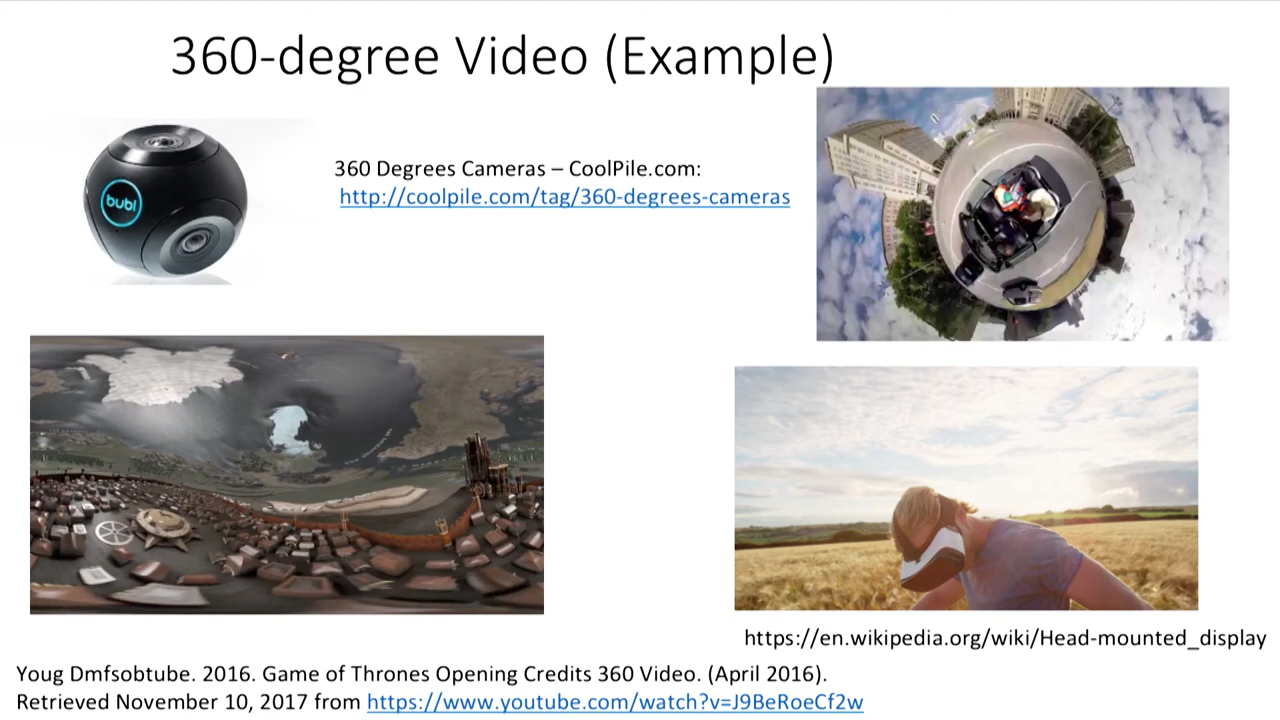 360-degree Video (Example)
bubl
360 Degrees Cameras – CoolPile.com:
http://coolpile.com/tag/360-degrees-cameras
https://en.wikipedia.org/wiki/Head-mounted_display
Youg Dmfsobtube. 2016. Game of Thrones Opening Credits 360 Video. (April 2016).
Retrieved November 10, 2017 from https://www.youtube.com/watch?v=J9BeRoeCf2w